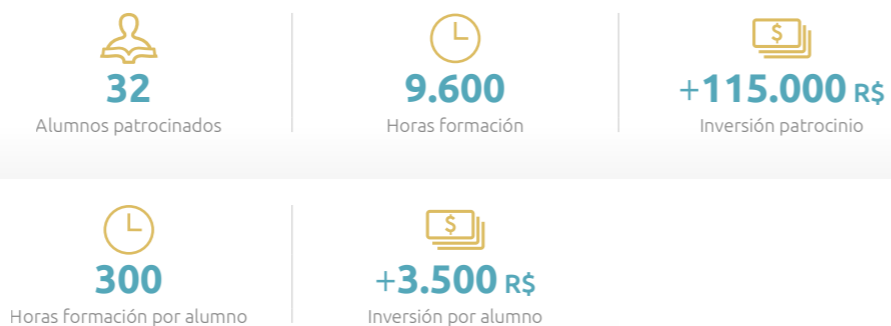 32
Alumnos patrocinados
9.600
Horas formación
+115.000 R$
Inversión patrocinio
300
Horas formación por alumno
+3.500 R$
Inversión por alumno